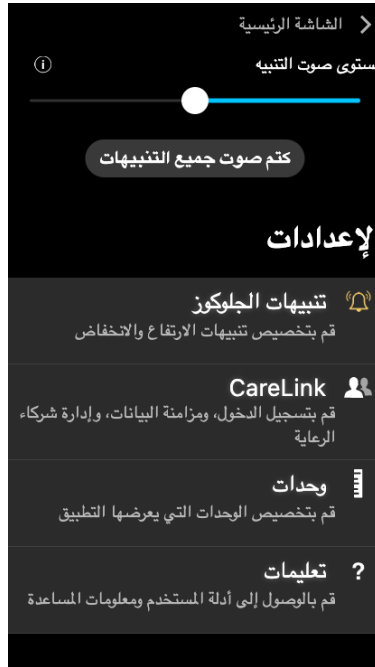 الشاشة الرئيسية
ستوى صوت التنبيه
كتم صوت جميع التنبيهات
لإعدادات
تنبيهات الجلوكوز
قم بتخصيص تنبيهات الارتفاع والانخفاض
CareLink
قم بتسجيل الدخول، ومزامنة البيانات، وإدارة شركاء
الرعاية
وحدات
قم بتخصيص الوحدات التي يعرضها التطبيق
تعليمات
قم بالوصول إلى أدلة المستخدم ومعلومات المساعدة